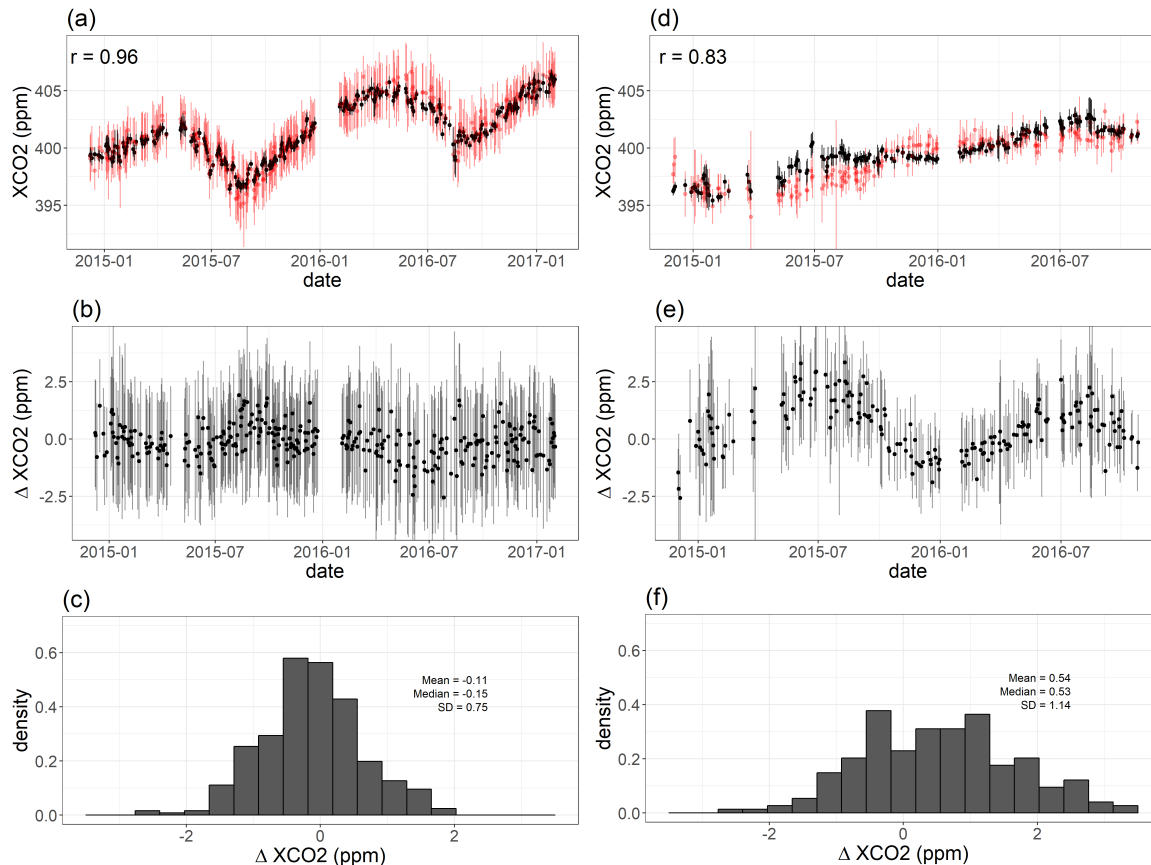 (a)
r = 0.96
XCO2 (ppm)
405
400
395
2015-01 2015-07 2016-01 2016-07 2017-01
date
(d)
r = 0.83
XCO2 (ppm)
405
400
395
2015-01 2015-07 2016-01 2016-07
date
(b)
Δ XCO2 (ppm)
2.5
0.0
-2.5
2015-01 2015-07 2016-01 2016-07 2017-01
date
(e)
Δ XCO2 (ppm)
2.5
0.0
-2.5
2015-01 2015-07 2016-01 2016-07
date
(c)
density
0.6
0.4
0.2
0.0
Mean = -0.11
Median = -0.15
SD = 0.75
-2 0 2
Δ XCO2 (ppm)
(f)
density
0.6
0.4
0.2
0.0
Mean = 0.54
Median = 0.53
SD = 1.14
-2 0 2
Δ XCO2 (ppm)